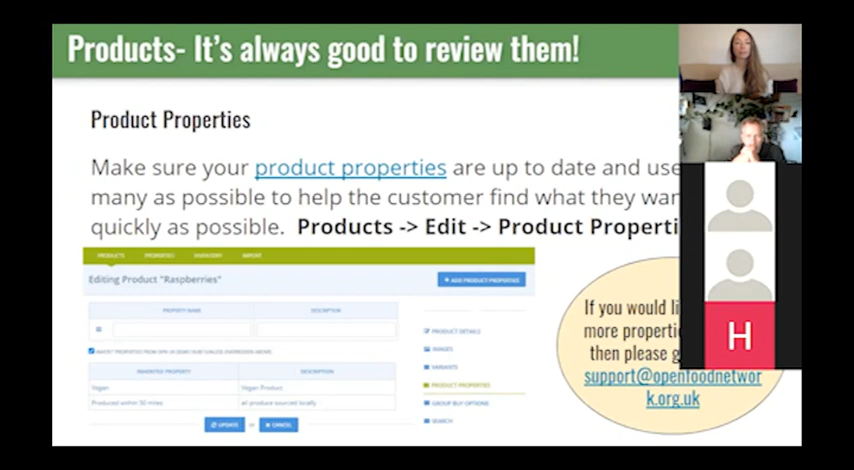 Products- It's always good to review them!
Product Properties
Make sure your product properties are up to date and use
many as possible to help the customer find what they wan
quickly as possible. Products -> Edit -> Product Properti
PRODUCTS PROPERTIES INVENTORY IMPORT
Editing Product "Raspberries"
+ ADD PRODUCT PROPERTIES
PROPERTY NAME DESCRIPTION
INHERITED PROPERTY DESCRIPTION
Vegan Vegan Product
Produced within 50 miles all produce sourced locally
UPDATE or CANCEL
PRODUCT DETAILS
IMAGES
VARIANTS
PRODUCT PROPERTIES
GROUP BUY OPTIONS
SEARCH
If you would li
more properti
then please g
support@openfoodnetwor
k.org.uk
H